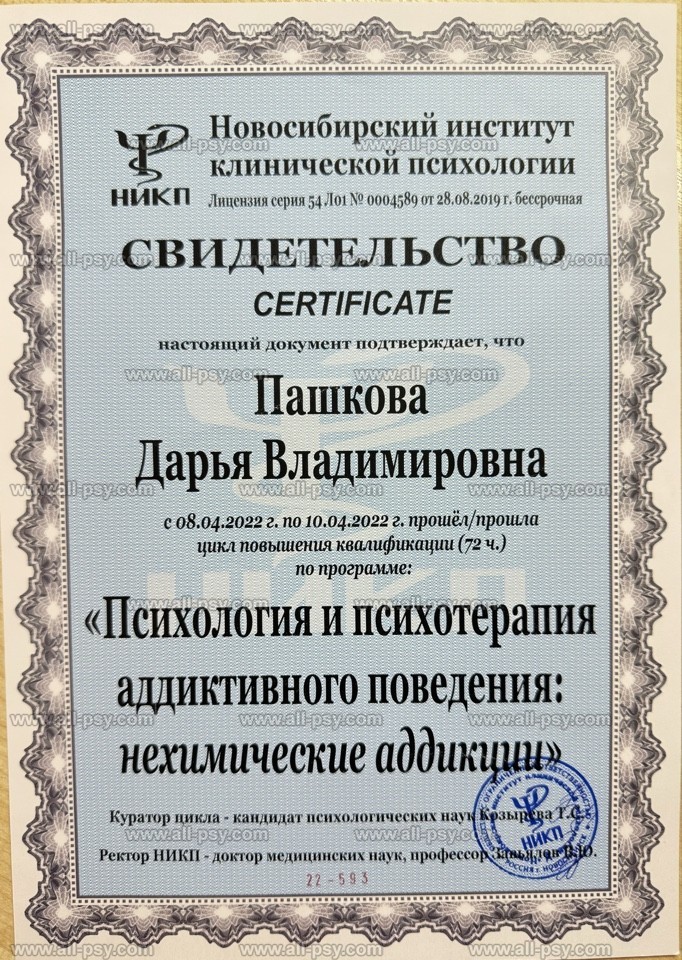 Новосибирский институт
клинической психологии
НИКП
Лицензия серия 54 Л01 № 0004589 от 28.08.2019 г. бессрочная
СВИДЕТЕЛЬСТВО
CERTIFICATE
настоящий документ подтверждает, что
Пашкова
Дарья Владимировна
с 08.04.2022 г. по 10.04.2022 г. прошёл/прошла
цикл повышения квалификации (72 ч.)
по программе:
«Психология и психотерапия
аддиктивного поведения:
нехимические аддикции»
Куратор цикла - кандидат психологических наук Козырева Т.С.
Ректор НИКП - доктор медицинских наук, профессор Завьялов В.Ю.
22-593
НИКП
www.all-psy.com